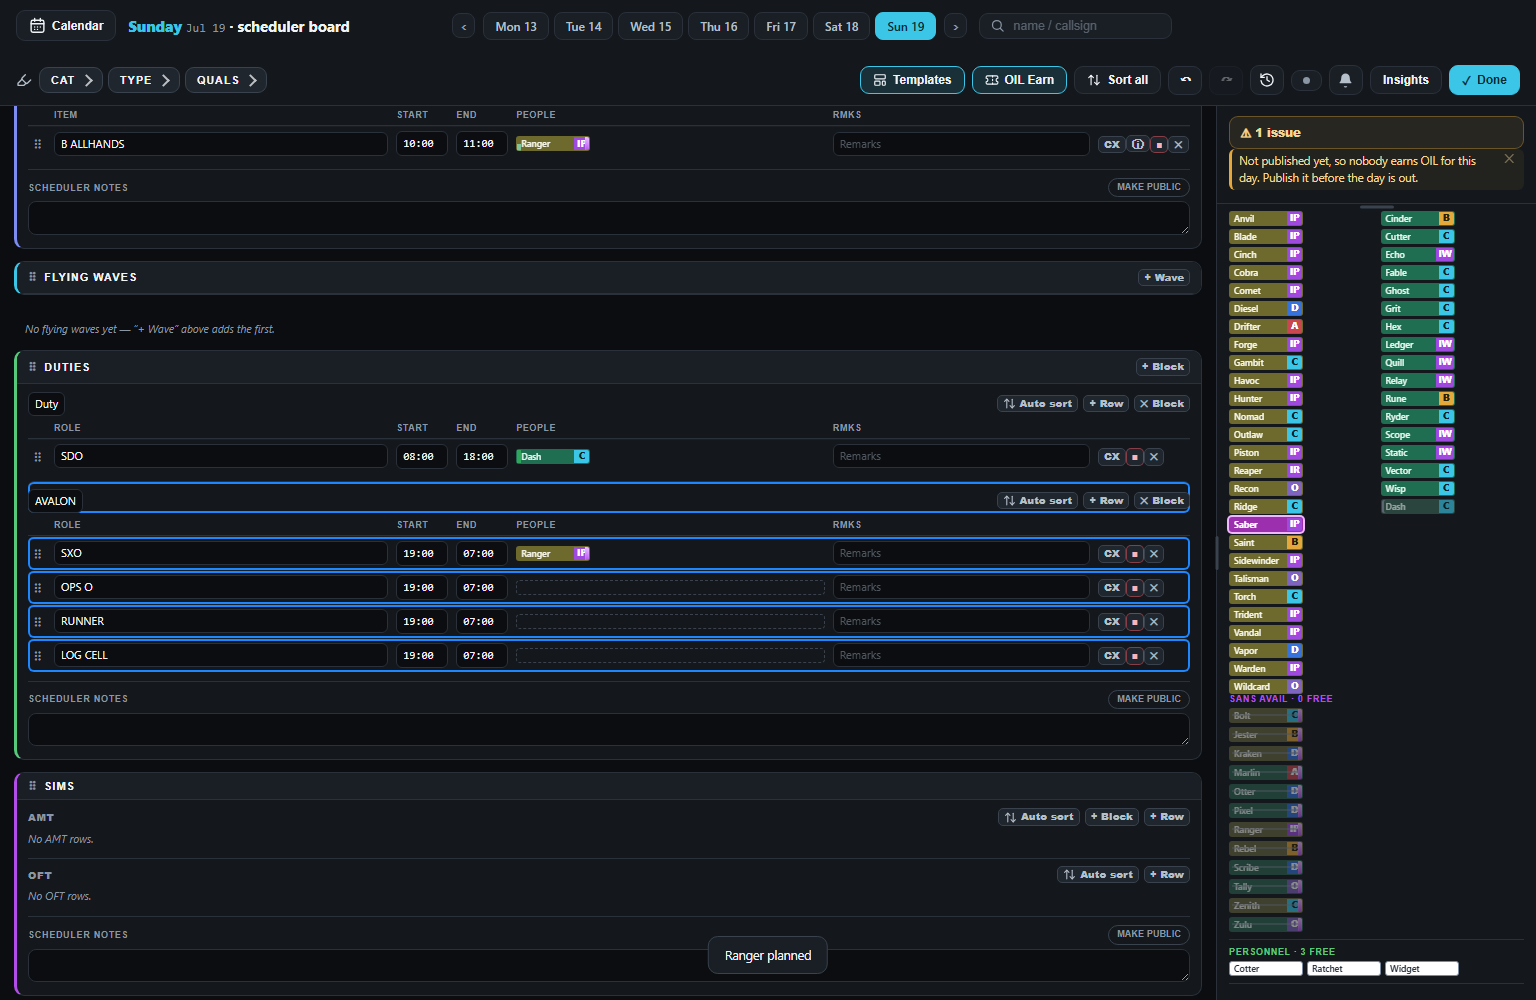 Calendar
Sunday Jul 19 · scheduler board
‹ Mon 13 Tue 14 Wed 15 Thu 16 Fri 17 Sat 18 Sun 19 ›
name / callsign
CAT TYPE QUALS
Templates OIL Earn Sort all Insights ✓ Done
ITEM START END PEOPLE RMKS
B ALLHANDS 10:00 11:00 Ranger IP Remarks CX
SCHEDULER NOTES MAKE PUBLIC
FLYING WAVES + Wave
No flying waves yet — "+ Wave" above adds the first.
DUTIES + Block
Duty Auto sort + Row × Block
ROLE START END PEOPLE RMKS
SDO 08:00 18:00 Dash C Remarks CX
AVALON Auto sort + Row × Block
ROLE START END PEOPLE RMKS
SXO 19:00 07:00 Ranger IP Remarks CX
OPS O 19:00 07:00 Remarks CX
RUNNER 19:00 07:00 Remarks CX
LOG CELL 19:00 07:00 Remarks CX
SCHEDULER NOTES MAKE PUBLIC
SIMS
AMT Auto sort + Block + Row
No AMT rows.
OFT Auto sort + Row
No OFT rows.
SCHEDULER NOTES MAKE PUBLIC
Ranger planned
⚠ 1 issue
Not published yet, so nobody earns OIL for this
day. Publish it before the day is out.
Anvil IP Cinder B
Blade IP Cutter C
Cinch IP Echo IW
Cobra IP Fable C
Comet IP Ghost C
Diesel D Grit C
Drifter A Hex C
Forge IP Ledger IW
Gambit C Quill IW
Havoc IP Relay IW
Hunter IP Rune B
Nomad C Ryder C
Outlaw C Scope IW
Piston IP Static IW
Reaper IR Vector C
Recon O Wisp C
Ridge C Dash C
Saber IP
Saint B
Sidewinder IP
Talisman O
Torch C
Trident IP
Vandal IP
Vapor D
Warden IP
Wildcard O
SANS AVAIL · 0 FREE
Bolt C
Jester B
Kraken D
Marlin A
Otter D
Pixel D
Ranger IP
Rebel B
Scribe D
Tally O
Zenith C
Zulu O
PERSONNEL · 3 FREE
Cotter Ratchet Widget